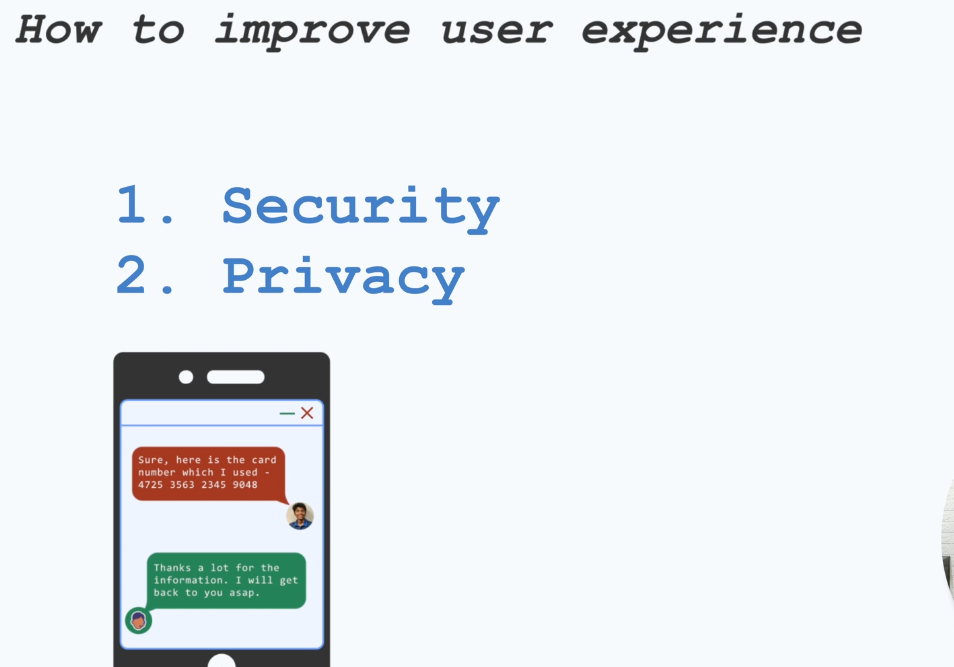 How to improve user experience
1. Security
2. Privacy
Sure, here is the card
number which I used -
4725 3563 2345 9048
Thanks a lot for the
information. I will get
back to you asap.